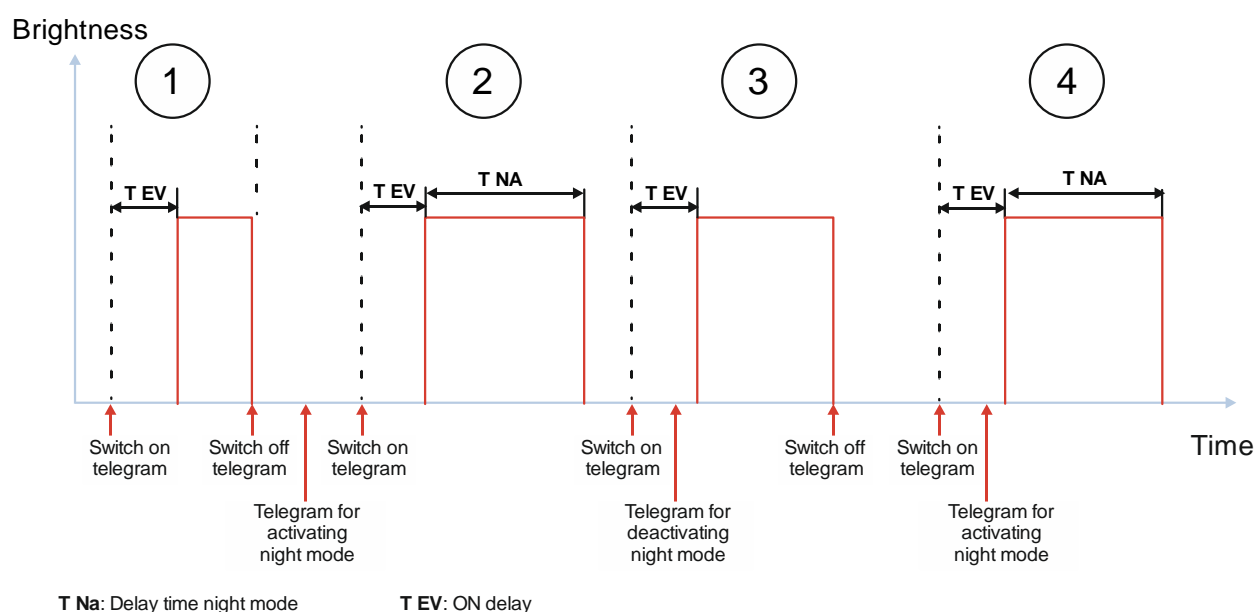 Brightness
1
2
3
4
T EV
T EV
T NA
T EV
T EV
T NA
Switch on
telegram
Switch off
telegram
Switch on
telegram
Switch on
telegram
Switch off
telegram
Switch on
telegram
Time
Telegram for
activating
night mode
Telegram for
deactivating
night mode
Telegram for
activating
night mode
T Na: Delay time night mode
T EV: ON delay